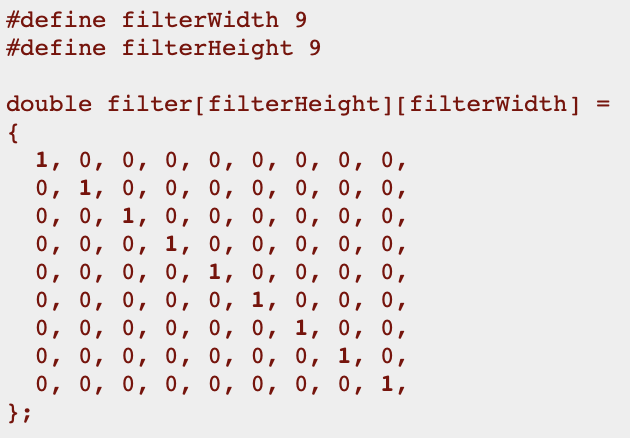 #define filterWidth 9
#define filterHeight 9
double filter[filterHeight][filterWidth] =
{
1, 0, 0, 0, 0, 0, 0, 0, 0,
0, 1, 0, 0, 0, 0, 0, 0, 0,
0, 0, 1, 0, 0, 0, 0, 0, 0,
0, 0, 0, 1, 0, 0, 0, 0, 0,
0, 0, 0, 0, 1, 0, 0, 0, 0,
0, 0, 0, 0, 0, 1, 0, 0, 0,
0, 0, 0, 0, 0, 0, 1, 0, 0,
0, 0, 0, 0, 0, 0, 0, 1, 0,
0, 0, 0, 0, 0, 0, 0, 0, 1,
};